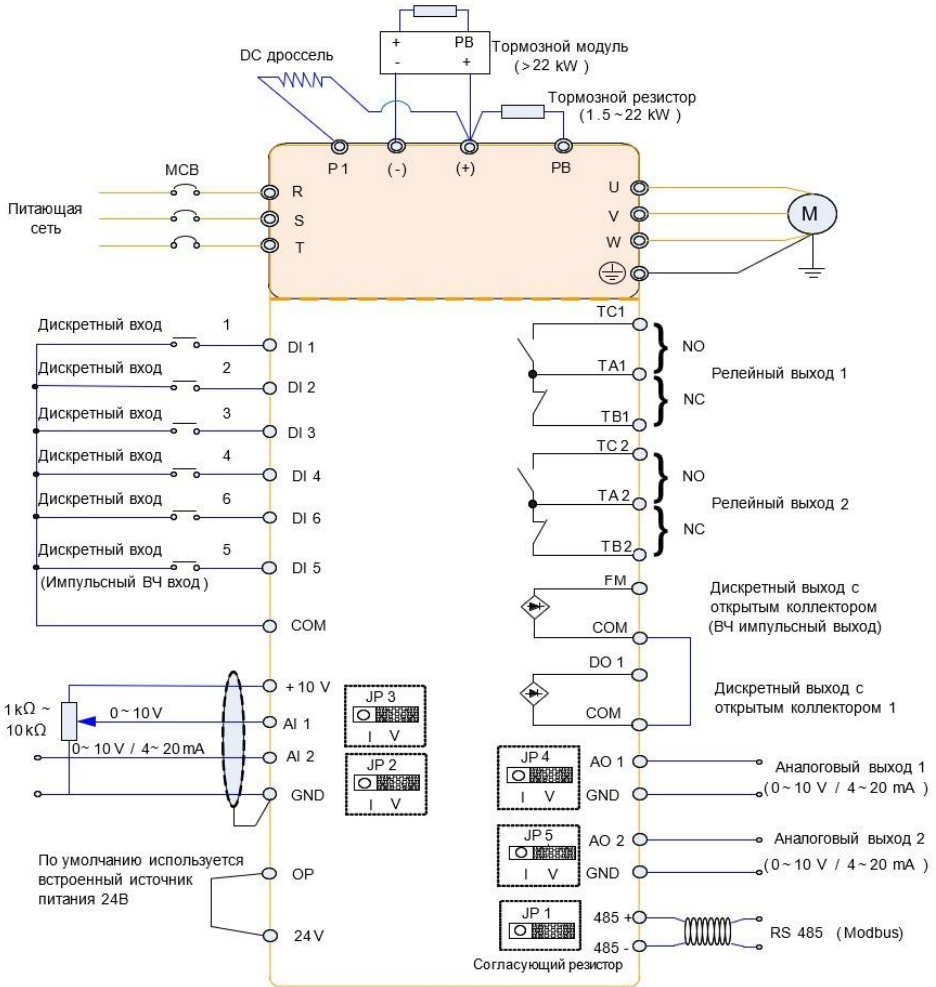 + PB
- +
Тормозной модуль
(>22 kW)
DC дроссель
Тормозной резистор
(1.5~22 kW)
P1 (-) (+) PB
MCB
Питающая
сеть
R
S
T
U
V
W
M
Дискретный вход 1
DI 1
Дискретный вход 2
DI 2
Дискретный вход 3
DI 3
Дискретный вход 4
DI 4
Дискретный вход 6
DI 6
Дискретный вход 5
(Импульсный ВЧ вход)
DI 5
COM
TC1
NO
TA1
Релейный выход 1
NC
TB1
TC2
NO
TA2
Релейный выход 2
NC
TB2
FM
Дискретный выход с
открытым коллектором
(ВЧ импульсный выход)
COM
DO 1
Дискретный выход с
открытым коллектором 1
COM
+10 V
1kΩ ~
10kΩ
0~10V
AI 1
0~ 10 V / 4~ 20 mA
AI 2
GND
JP 3
I V
JP 2
I V
JP 4
I V
AO 1
Аналоговый выход 1
(0~10 V / 4~20 mA)
GND
JP 5
I V
AO 2
Аналоговый выход 2
(0~10 V / 4~20 mA)
GND
По умолчанию используется
встроенный источник
питания 24В
OP
24V
JP 1
I V
485 +
485 -
RS 485 (Modbus)
Согласующий резистор